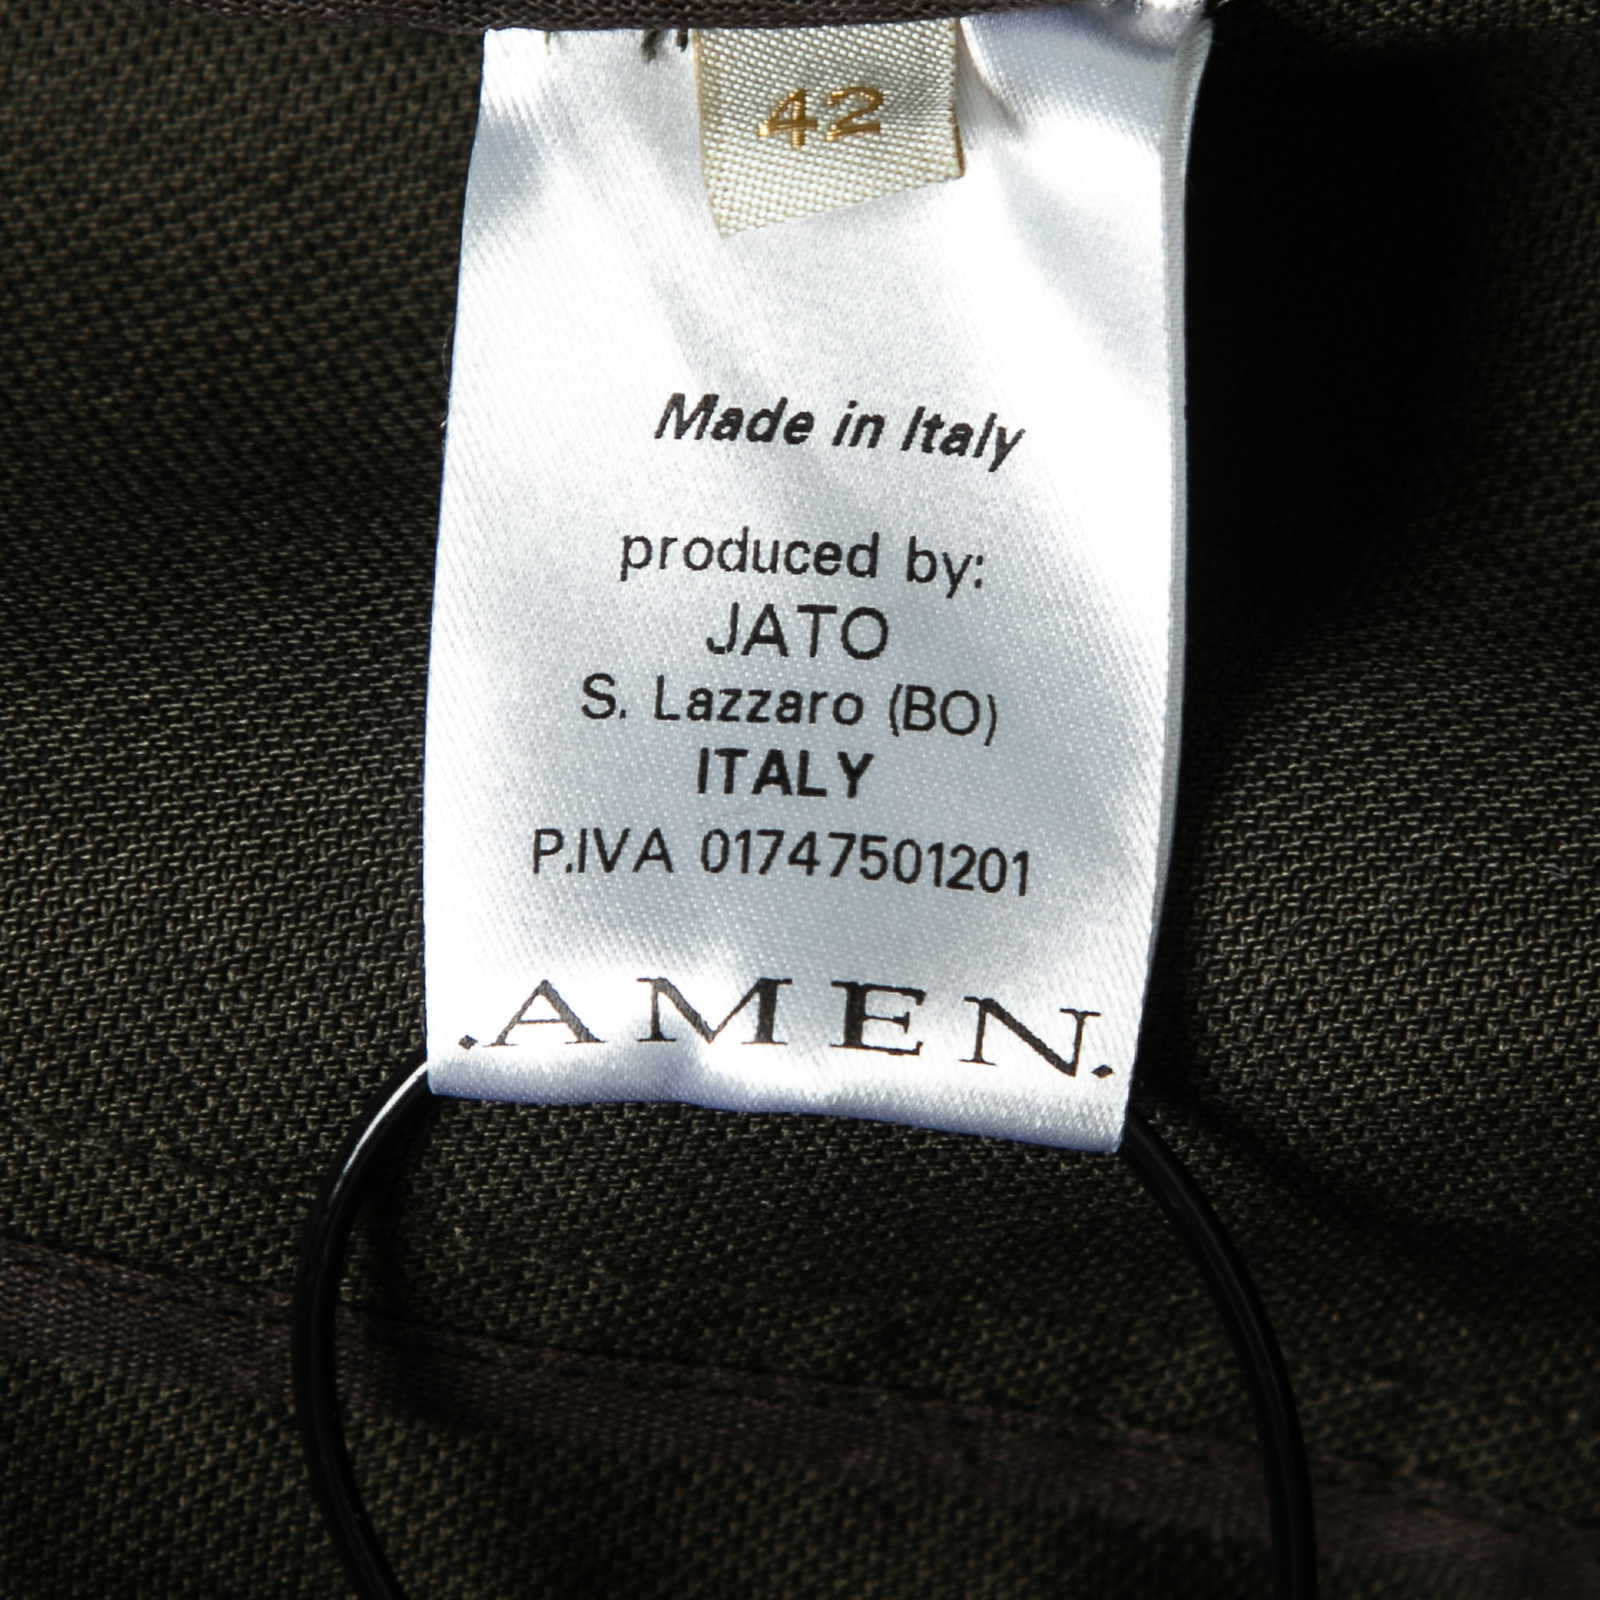 42
Made in Italy
produced by:
JATO
S. Lazzaro (BO)
ITALY
P.IVA 01747501201
.AMEN.